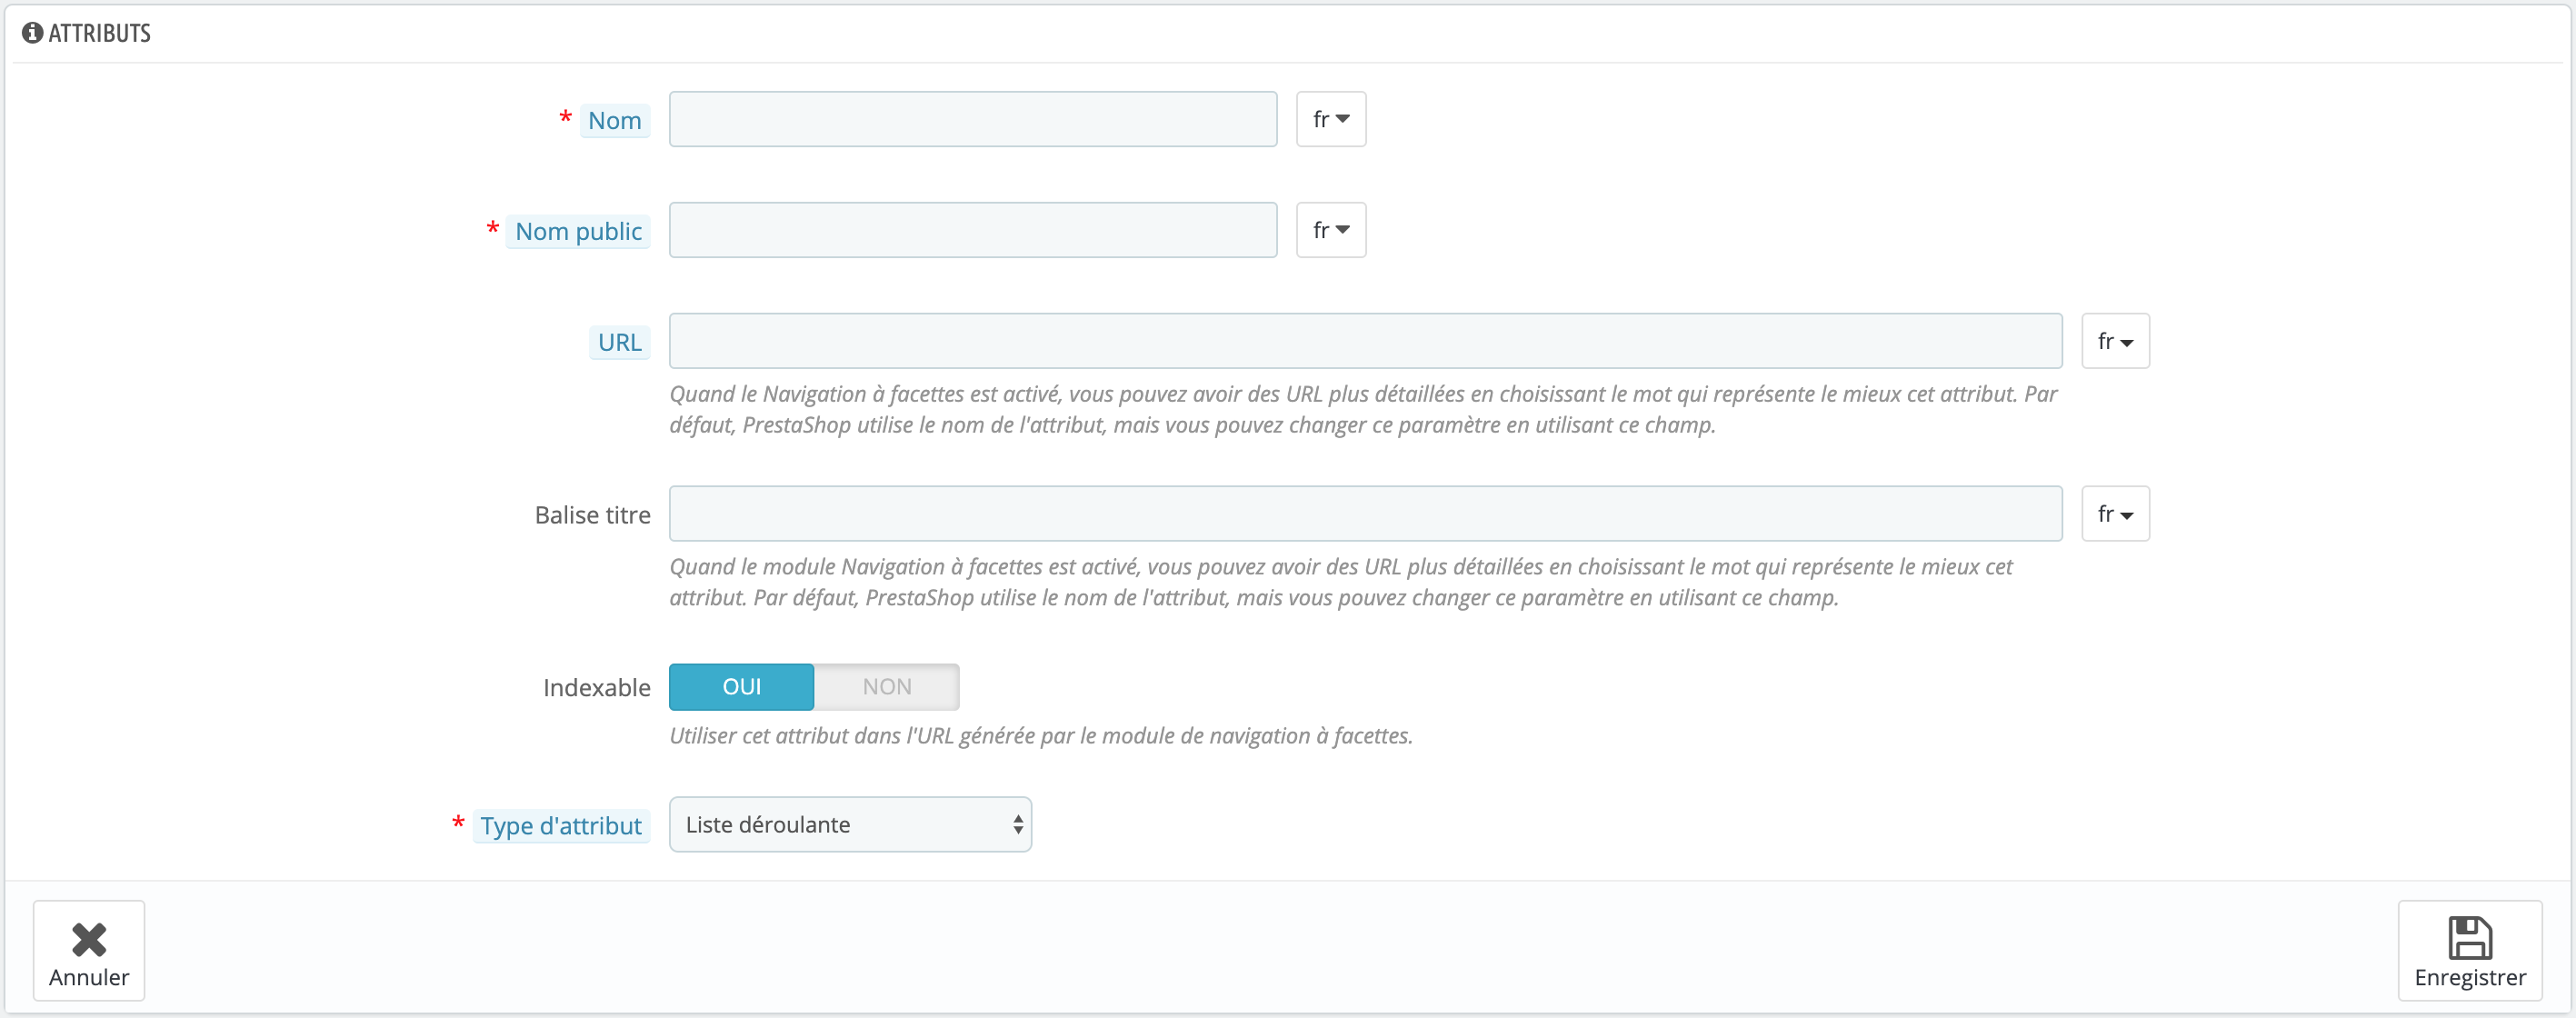 ATTRIBUTS
* Nom fr
* Nom public fr
URL fr
Quand le Navigation à facettes est activé, vous pouvez avoir des URL plus détaillées en choisissant le mot qui représente le mieux cet attribut. Par
défaut, PrestaShop utilise le nom de l'attribut, mais vous pouvez changer ce paramètre en utilisant ce champ.
Balise titre fr
Quand le module Navigation à facettes est activé, vous pouvez avoir des URL plus détaillées en choisissant le mot qui représente le mieux cet
attribut. Par défaut, PrestaShop utilise le nom de l'attribut, mais vous pouvez changer ce paramètre en utilisant ce champ.
Indexable OUI NON
Utiliser cet attribut dans l'URL générée par le module de navigation à facettes.
* Type d'attribut Liste déroulante
Annuler Enregistrer